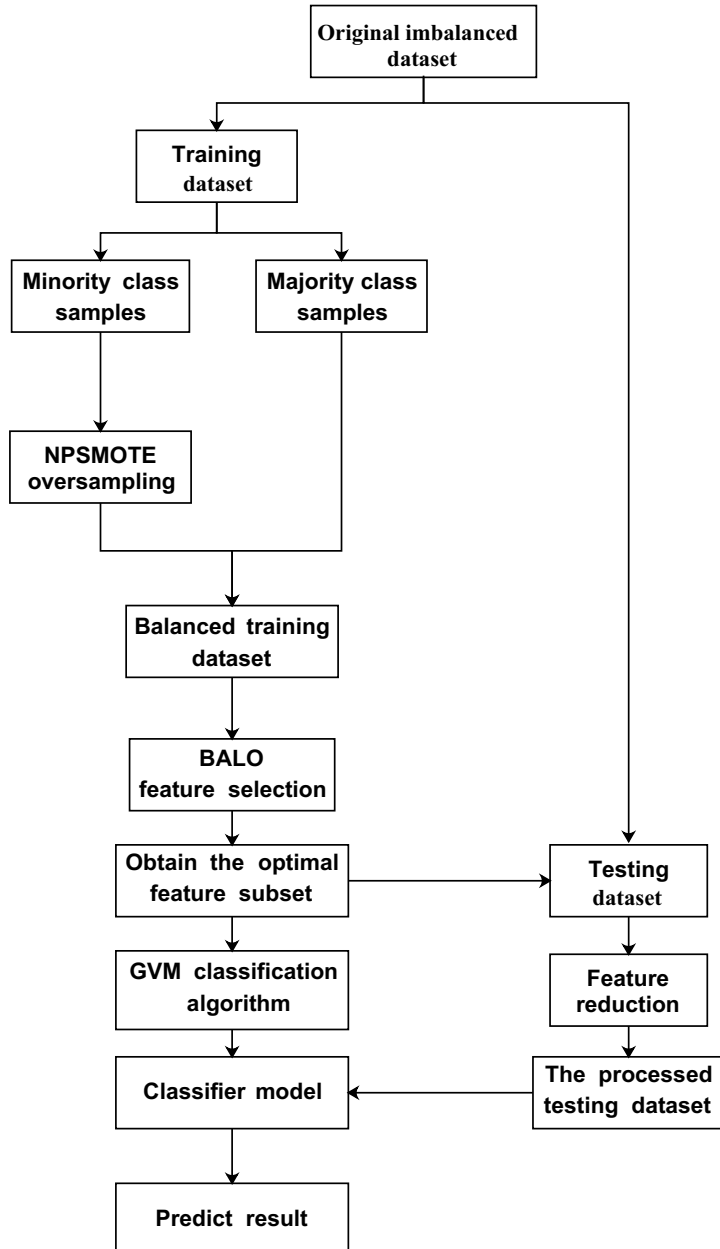 Original imbalanced
dataset
Training
dataset
Minority class
samples
Majority class
samples
NPSMOTE
oversampling
Balanced training
dataset
BALO
feature selection
Obtain the optimal
feature subset
Testing
dataset
GVM classification
algorithm
Feature
reduction
Classifier model
The processed
testing dataset
Predict result